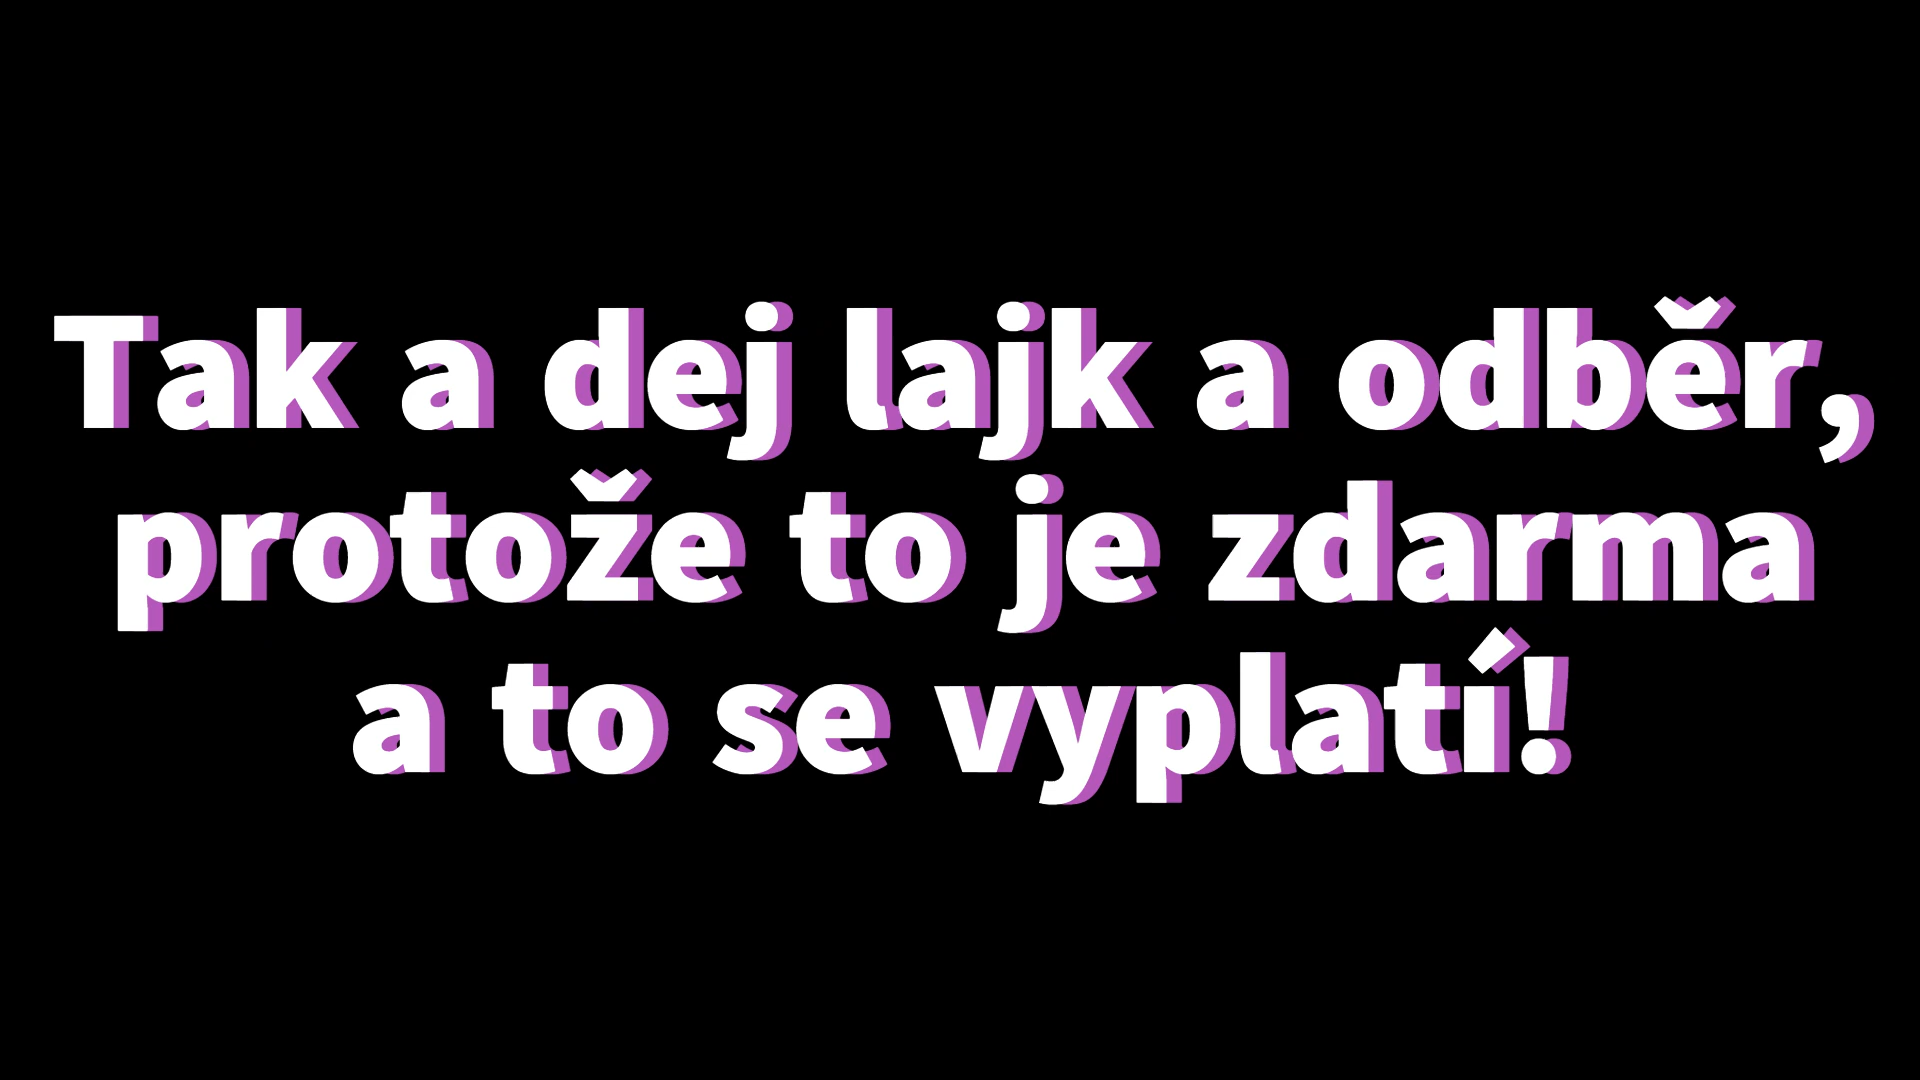 Tak a dej lajk a odběr,
protože to je zdarma
a to se vyplatí!